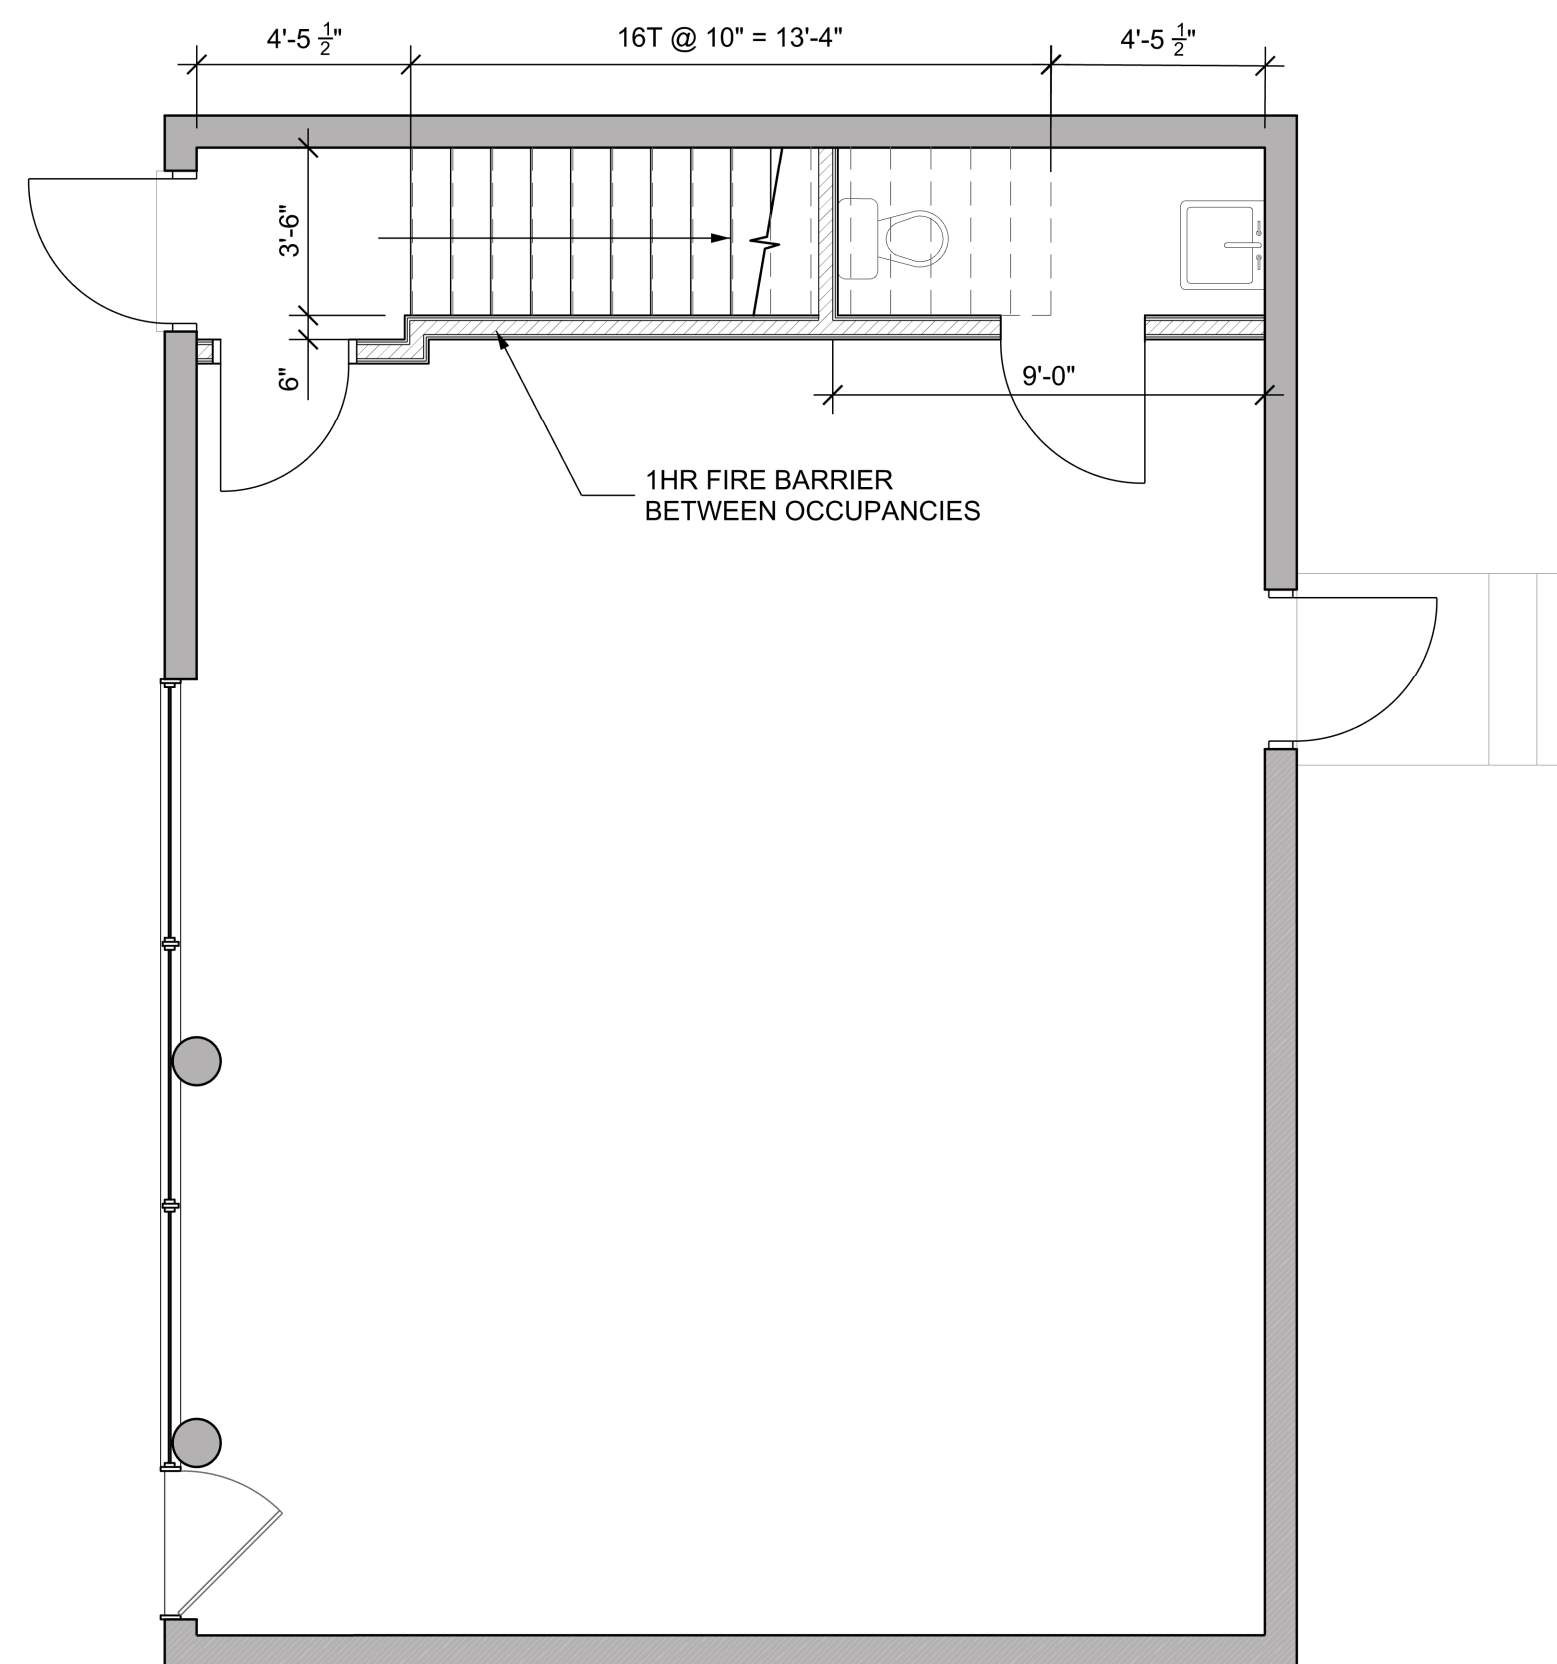 4'-5 1/2"
16T @ 10" = 13'-4"
4'-5 1/2"
3'-6"
6"
9'-0"
1HR FIRE BARRIER
BETWEEN OCCUPANCIES